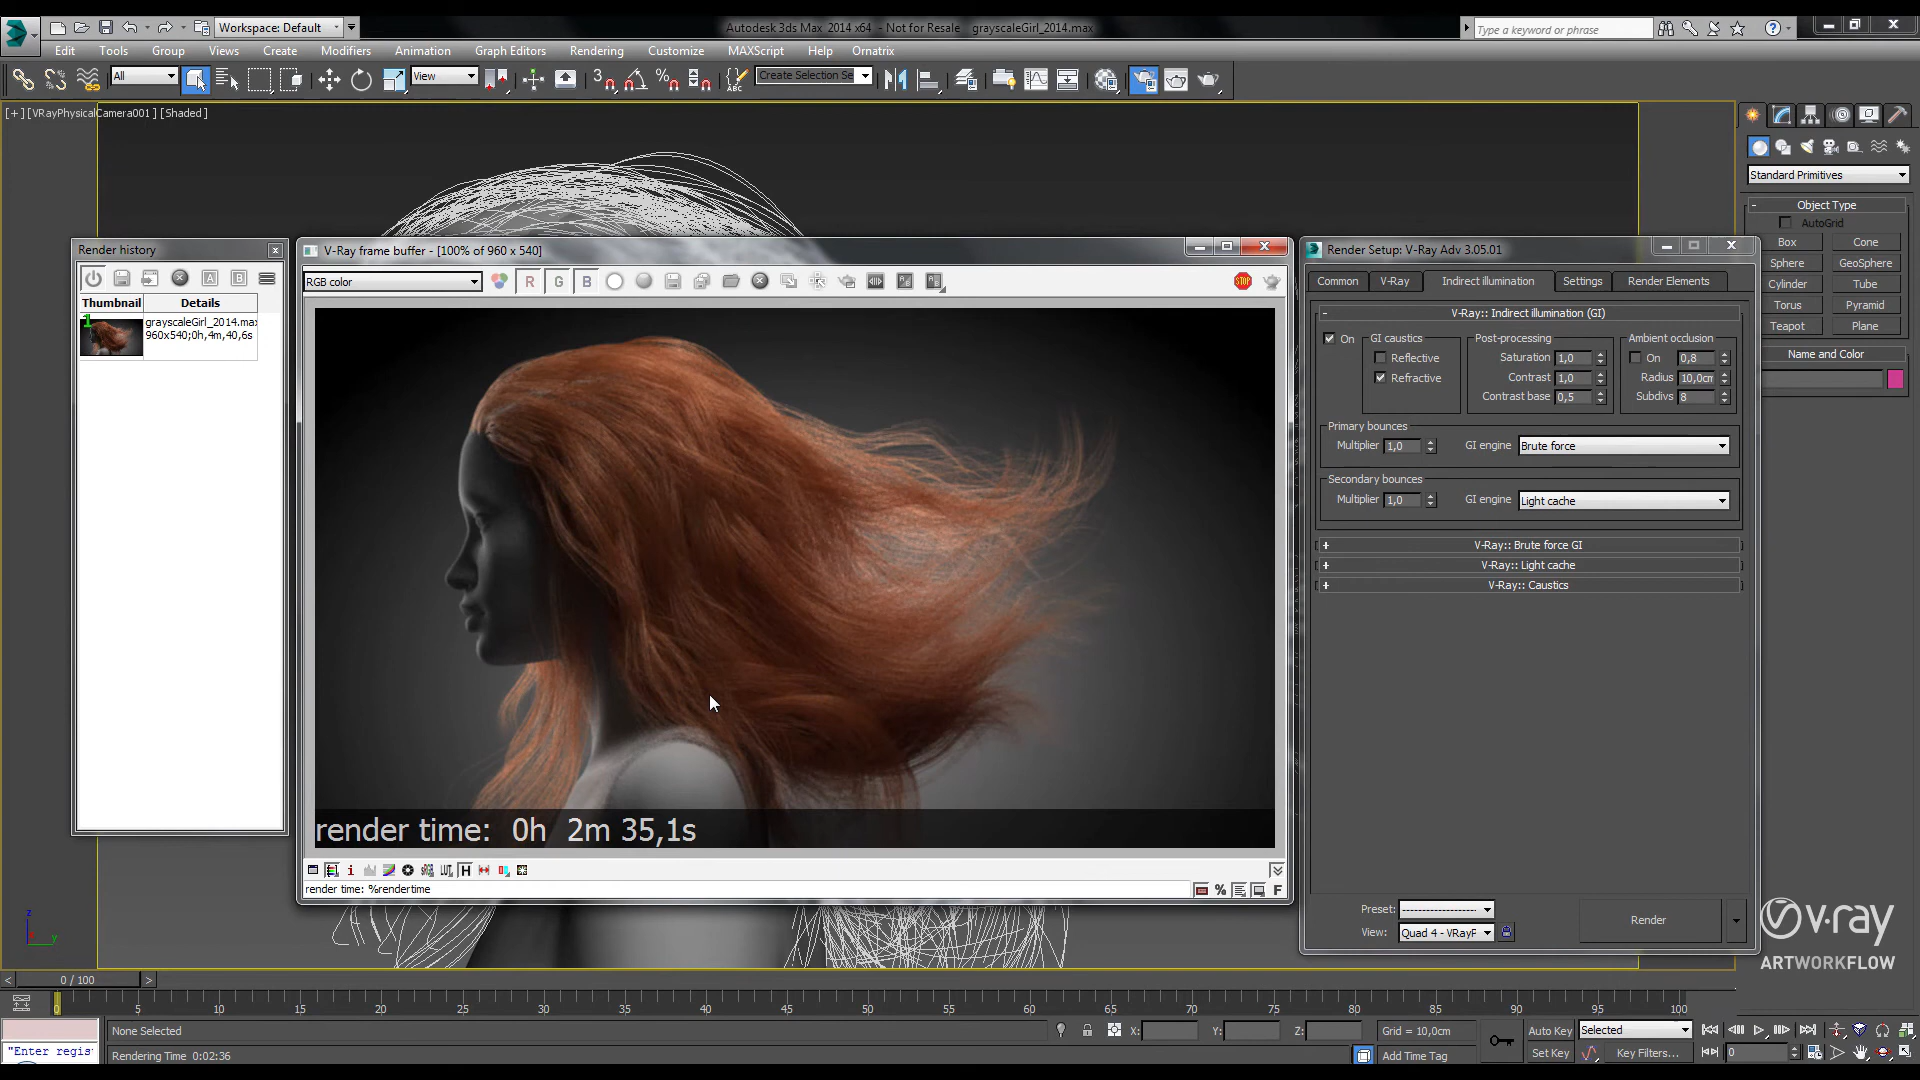 Workspace: Default
Autodesk 3ds Max 2014 x64 - Not for Resale grayscaleGirl_2014.max
Type a keyword or phrase
Edit Tools Group Views Create Modifiers Animation Graph Editors Rendering Customize MAXScript Help Ornatrix
All
View
Create Selection Se
[+] [VRayPhysicalCamera001] [Shaded]
Standard Primitives
Object Type
AutoGrid
Box Cone
Sphere GeoSphere
Cylinder Tube
Torus Pyramid
Teapot Plane
Name and Color
Render history
Thumbnail Details
1
grayscaleGirl_2014.max
960x540;0h,4m,40,6s
V-Ray frame buffer - [100% of 960 x 540]
RGB color
R G B
STOP
render time: 0h 2m 35,1s
render time: %rendertime
Render Setup: V-Ray Adv 3.05.01
Common V-Ray Indirect illumination Settings Render Elements
V-Ray:: Indirect illumination (GI)
On
GI caustics
Reflective
Refractive
Post-processing
Saturation 1,0
Contrast 1,0
Contrast base 0,5
Ambient occlusion
On 0,8
Radius 10,0cm
Subdivs 8
Primary bounces
Multiplier 1,0 GI engine Brute force
Secondary bounces
Multiplier 1,0 GI engine Light cache
V-Ray:: Brute force GI
V-Ray:: Light cache
V-Ray:: Caustics
Preset: --------------------
View: Quad 4 - VRayF
Render
v·ray
ARTWORKFLOW
0 / 100
0 5 10 15 20 25 30 35 40 45 50 55 60 65 70 75 80 85 90 95 100
None Selected
X: Y: Z:
Grid = 10,0cm
Auto Key
Selected
"Enter regis
Rendering Time 0:02:36
Add Time Tag
Set Key
Key Filters...
0